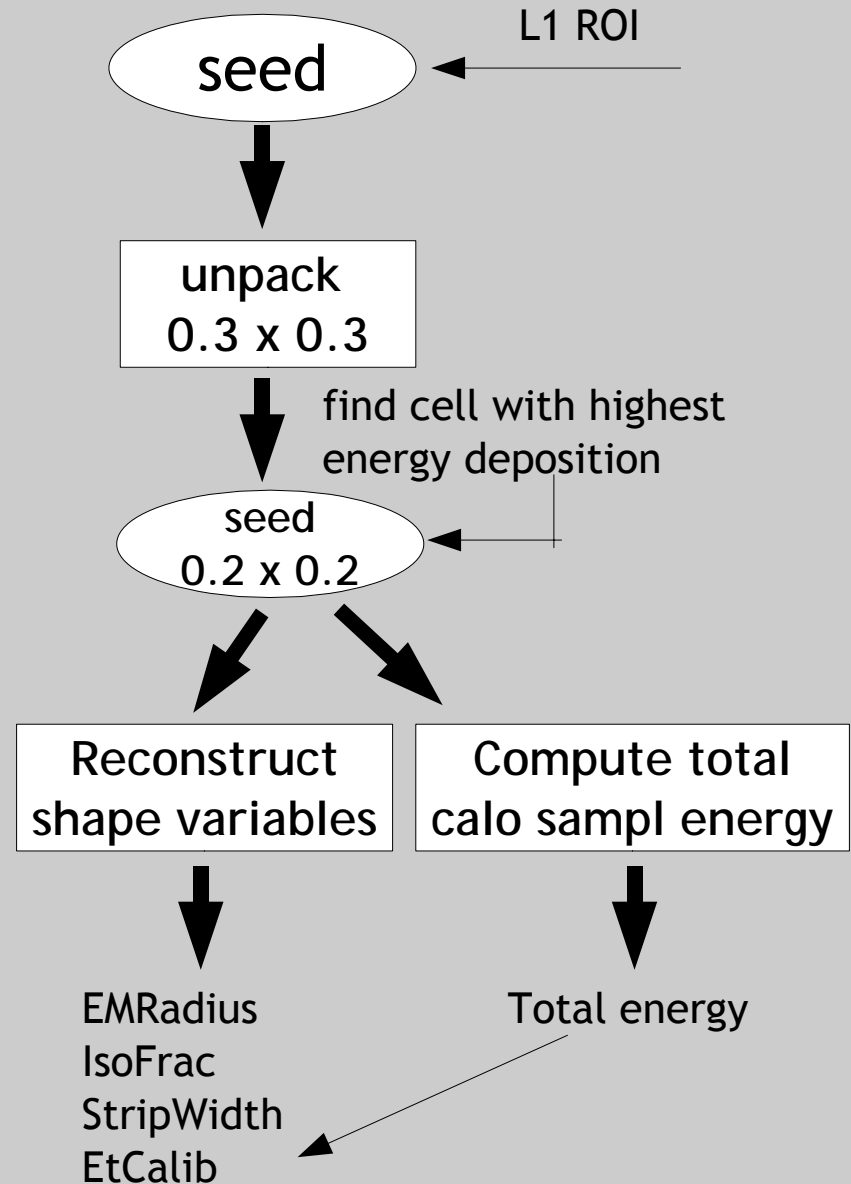 L1 ROI
seed
unpack
0.3 x 0.3
find cell with highest
energy deposition
seed
0.2 x 0.2
Reconstruct
shape variables
Compute total
calo sampl energy
EMRadius
IsoFrac
StripWidth
EtCalib
Total energy